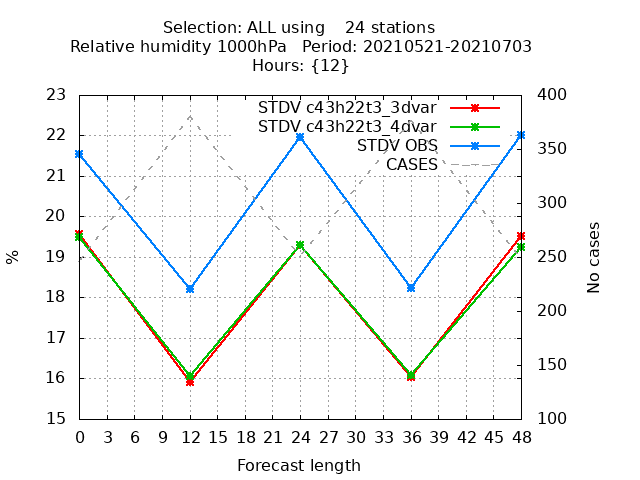 Selection: ALL using    24 stations
Relative humidity 1000hPa   Period: 20210521-20210703
Hours: {12}
STDV c43h22t3_3dvar
STDV c43h22t3_4dvar
STDV OBS
CASES
%
23
22
21
20
19
18
17
16
15
400
350
300
250
200
150
100
No cases
0 3 6 9 12 15 18 21 24 27 30 33 36 39 42 45 48
Forecast length